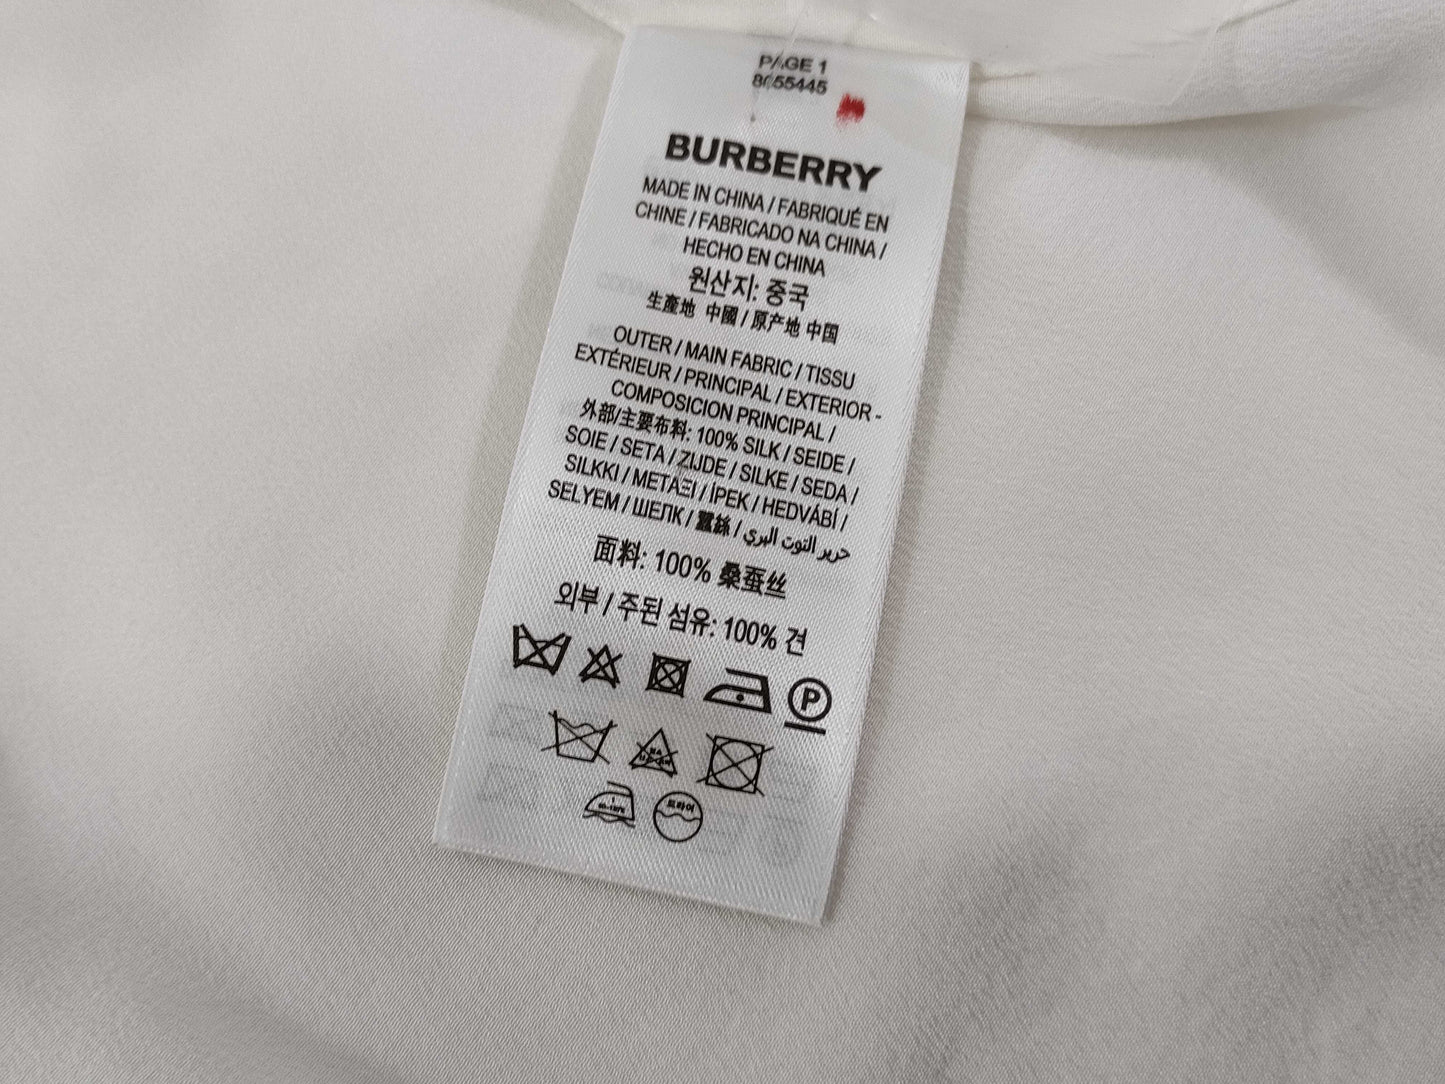 PAGE 1
8055445
BURBERRY
MADE IN CHINA / FABRIQUÉ EN
CHINE / FABRICADO NA CHINA /
HECHO EN CHINA
원산지: 중국
生產地 中國 / 原产地 中国
OUTER / MAIN FABRIC / TISSU
EXTÉRIEUR / PRINCIPAL / EXTERIOR -
COMPOSICION PRINCIPAL /
外部/主要布料: 100% SILK / SEIDE /
SOIE / SETA / ZIJDE / SILKE / SEDA /
SILKKI / ΜΕΤΑΞΙ / İPEK / HEDVÁBÍ /
SELYEM / ШЕЛК / 蠶絲 / حرير التوت البري
面料: 100% 桑蚕丝
외부 / 주된 섬유: 100% 견
P
드라이